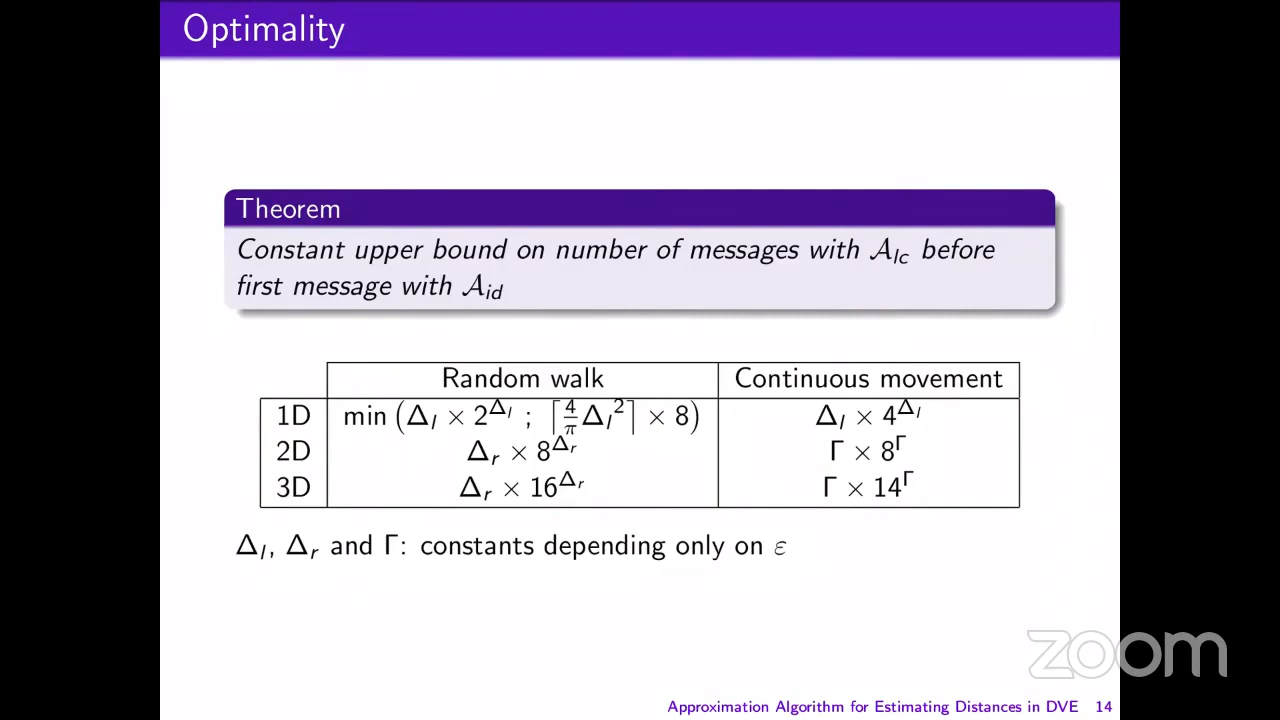 Optimality
Theorem
Constant upper bound on number of messages with 𝒜_lc before
first message with 𝒜_id
Random walk Continuous movement
1D min (Δ_l × 2^Δ_l ; ⌈4/π Δ_l²⌉ × 8) Δ_l × 4^Δ_l
2D Δ_r × 8^Δ_r Γ × 8^Γ
3D Δ_r × 16^Δ_r Γ × 14^Γ
Δ_l, Δ_r and Γ: constants depending only on ε
zoom
Approximation Algorithm for Estimating Distances in DVE 14